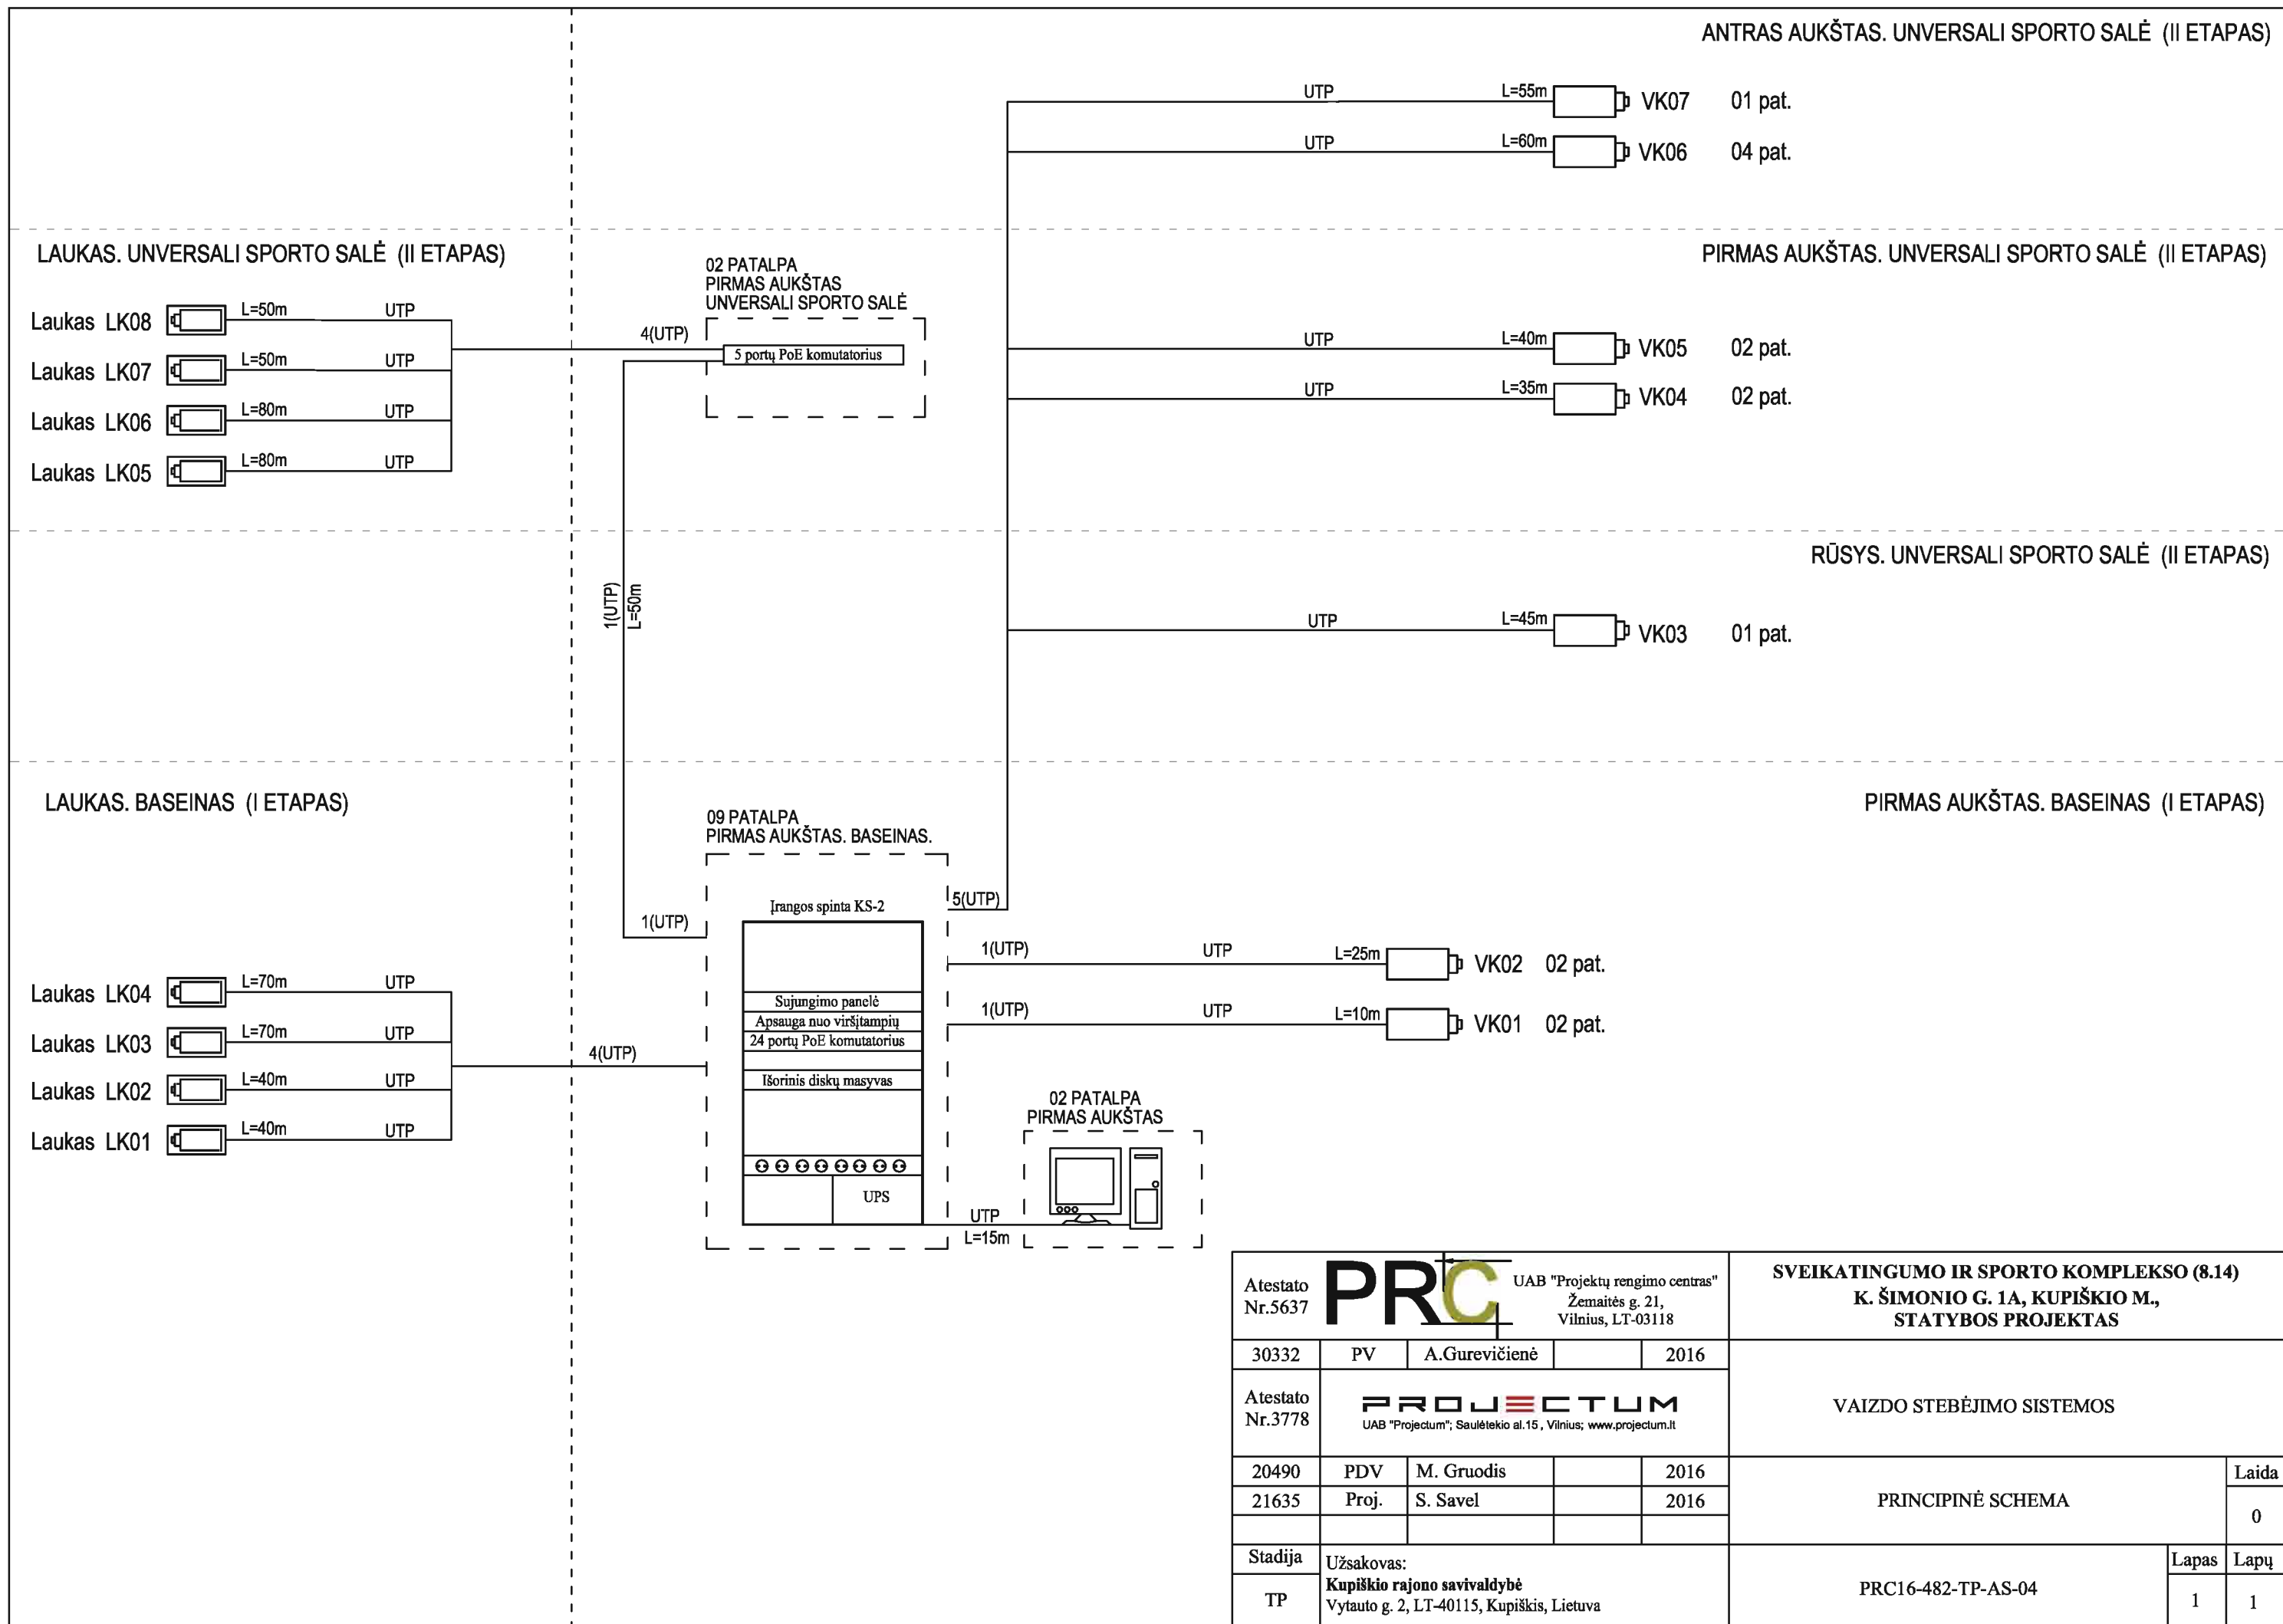 ANTRAS AUKŠTAS. UNVERSALI SPORTO SALĖ (II ETAPAS)
UTP L=55m VK07 01 pat.
UTP L=60m VK06 04 pat.
LAUKAS. UNVERSALI SPORTO SALĖ (II ETAPAS)
PIRMAS AUKŠTAS. UNVERSALI SPORTO SALĖ (II ETAPAS)
02 PATALPA
PIRMAS AUKŠTAS
UNVERSALI SPORTO SALĖ
Laukas LK08 L=50m UTP
4(UTP)
5 portų PoE komutatorius
Laukas LK07 L=50m UTP
Laukas LK06 L=80m UTP
Laukas LK05 L=80m UTP
UTP L=40m VK05 02 pat.
UTP L=35m VK04 02 pat.
RŪSYS. UNVERSALI SPORTO SALĖ (II ETAPAS)
1(UTP)
L=50m
UTP L=45m VK03 01 pat.
LAUKAS. BASEINAS (I ETAPAS)
PIRMAS AUKŠTAS. BASEINAS (I ETAPAS)
09 PATALPA
PIRMAS AUKŠTAS. BASEINAS.
Įrangos spinta KS-2
5(UTP)
1(UTP)
1(UTP) UTP L=25m VK02 02 pat.
1(UTP) UTP L=10m VK01 02 pat.
Laukas LK04 L=70m UTP
Laukas LK03 L=70m UTP
Laukas LK02 L=40m UTP
Laukas LK01 L=40m UTP
4(UTP)
Sujungimo panelė
Apsauga nuo viršįtampių
24 portų PoE komutatorius
Išorinis diskų masyvas
UPS
02 PATALPA
PIRMAS AUKŠTAS
UTP
L=15m
Atestato
Nr.5637
PRC
UAB "Projektų rengimo centras"
Žemaitės g. 21,
Vilnius, LT-03118
SVEIKATINGUMO IR SPORTO KOMPLEKSO (8.14)
K. ŠIMONIO G. 1A, KUPIŠKIO M.,
STATYBOS PROJEKTAS
30332 PV A.Gurevičienė 2016
Atestato
Nr.3778
PROJECTUM
UAB "Projectum"; Saulėtekio al.15 , Vilnius; www.projectum.lt
VAIZDO STEBĖJIMO SISTEMOS
20490 PDV M. Gruodis 2016
21635 Proj. S. Savel 2016
PRINCIPINĖ SCHEMA
Laida
0
Stadija
TP
Užsakovas:
Kupiškio rajono savivaldybė
Vytauto g. 2, LT-40115, Kupiškis, Lietuva
PRC16-482-TP-AS-04
Lapas Lapų
1 1